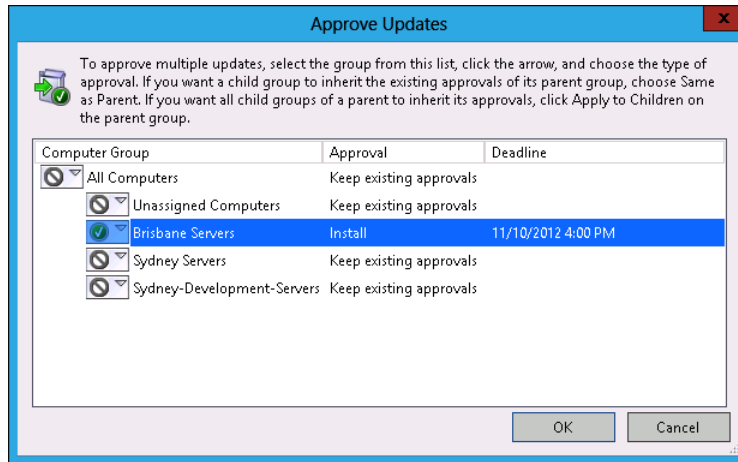 Approve Updates
x
To approve multiple updates, select the group from this list, click the arrow, and choose the type of
approval. If you want a child group to inherit the existing approvals of its parent group, choose Same
as Parent. If you want all child groups of a parent to inherit its approvals, click Apply to Children on
the parent group.
Computer Group Approval Deadline
All Computers Keep existing approvals
Unassigned Computers Keep existing approvals
Brisbane Servers Install 11/10/2012 4:00 PM
Sydney Servers Keep existing approvals
Sydney-Development-Servers Keep existing approvals
OK Cancel